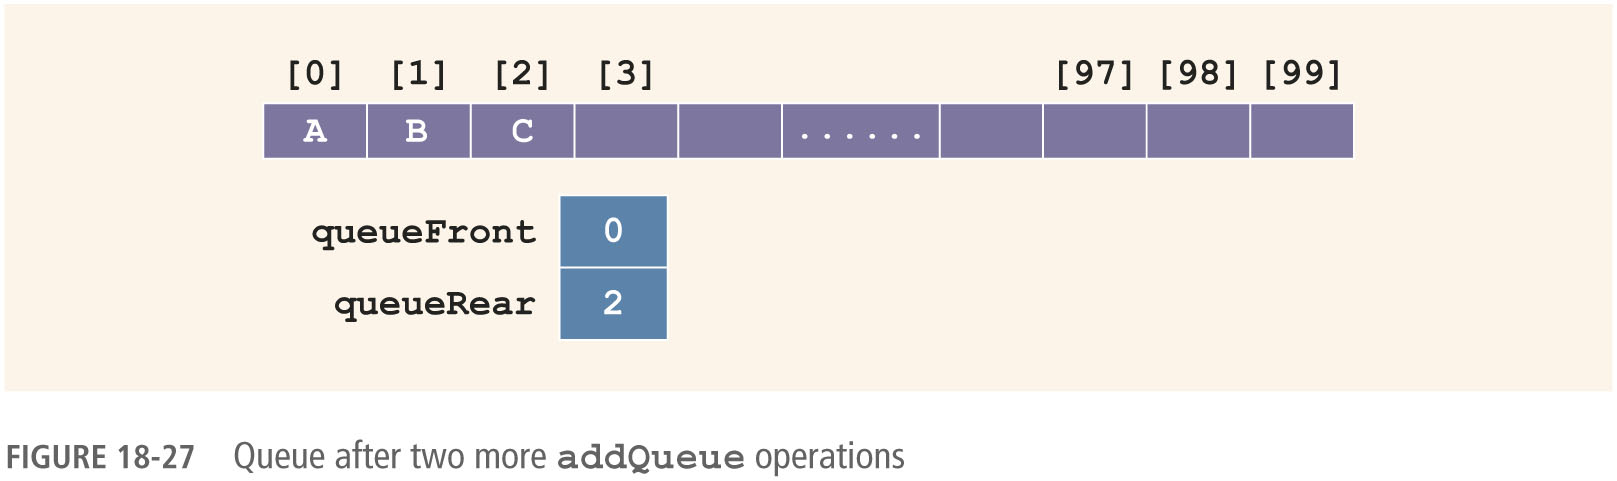 [0] [1] [2] [3] [97] [98] [99]
A B C ......
queueFront 0
queueRear 2
FIGURE 18-27 Queue after two more addQueue operations